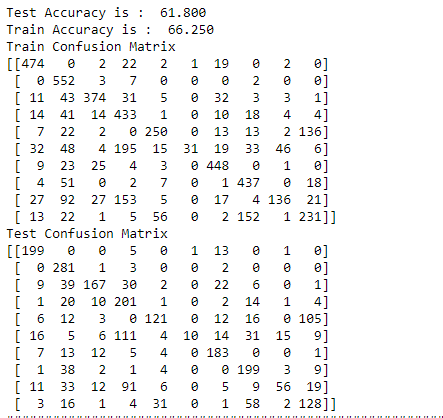 Test Accuracy is :  61.800
Train Accuracy is :  66.250
Train Confusion Matrix
[[474   0   2  22   2   1  19   0   2   0]
 [  0 552   3   7   0   0   0   2   0   0]
 [ 11  43 374  31   5   0  32   3   3   1]
 [ 14  41  14 433   1   0  10  18   4   4]
 [  7  22   2   0 250   0  13  13   2 136]
 [ 32  48   4 195  15  31  19  33  46   6]
 [  9  23  25   4   3   0 448   0   1   0]
 [  4  51   0   2   7   0   1 437   0  18]
 [ 27  92  27 153   5   0  17   4 136  21]
 [ 13  22   1   5  56   0   2 152   1 231]]
Test Confusion Matrix
[[199   0   0   5   0   1  13   0   1   0]
 [  0 281   1   3   0   0   2   0   0   0]
 [  9  39 167  30   2   0  22   6   0   1]
 [  1  20  10 201   1   0   2  14   1   4]
 [  6  12   3   0 121   0  12  16   0 105]
 [ 16   5   6 111   4  10  14  31  15   9]
 [  7  13  12   5   4   0 183   0   0   1]
 [  1  38   2   1   4   0   0 199   3   9]
 [ 11  33  12  91   6   0   5   9  56  19]
 [  3  16   1   4  31   0   1  58   2 128]]